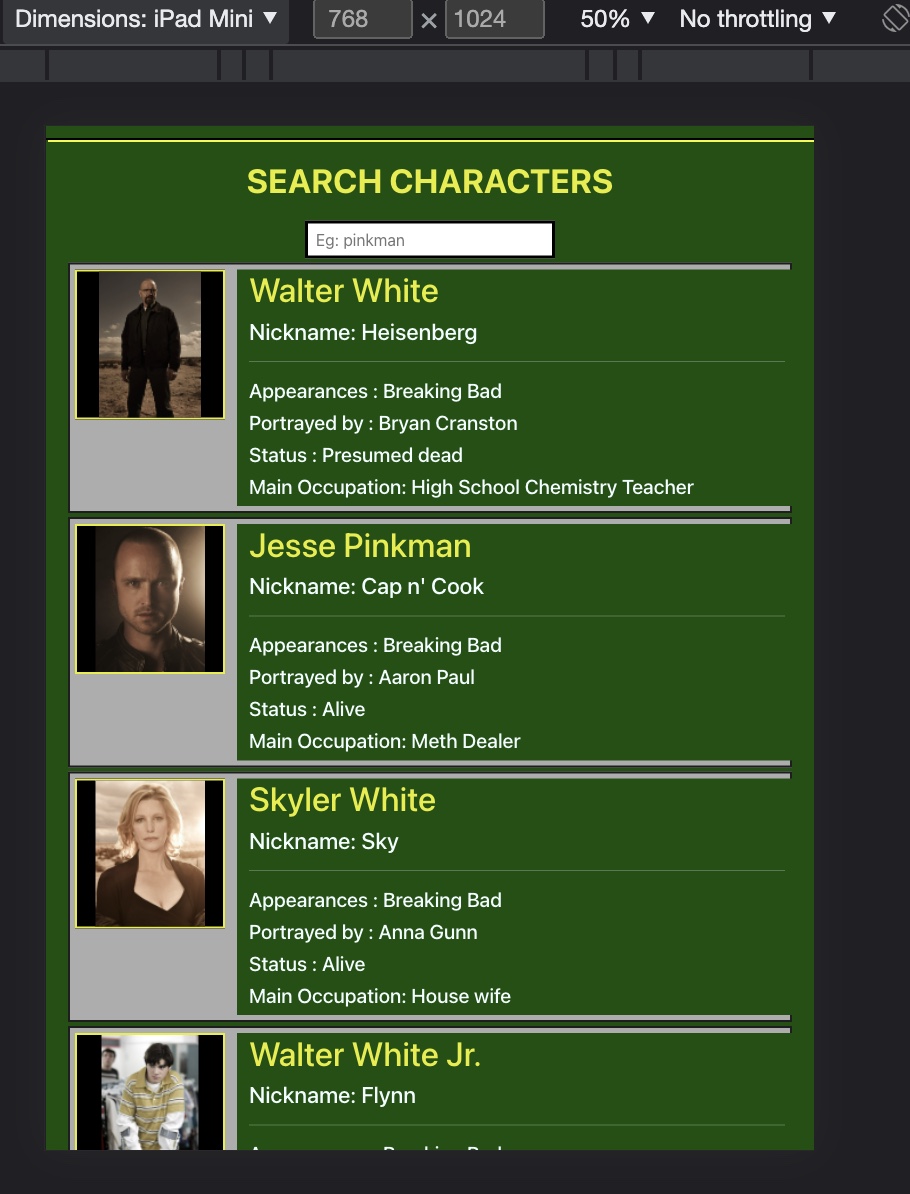 Dimensions: iPad Mini ▼ 768 × 1024 50% ▼ No throttling ▼
SEARCH CHARACTERS
Eg: pinkman
Walter White
Nickname: Heisenberg
Appearances : Breaking Bad
Portrayed by : Bryan Cranston
Status : Presumed dead
Main Occupation: High School Chemistry Teacher
Jesse Pinkman
Nickname: Cap n' Cook
Appearances : Breaking Bad
Portrayed by : Aaron Paul
Status : Alive
Main Occupation: Meth Dealer
Skyler White
Nickname: Sky
Appearances : Breaking Bad
Portrayed by : Anna Gunn
Status : Alive
Main Occupation: House wife
Walter White Jr.
Nickname: Flynn